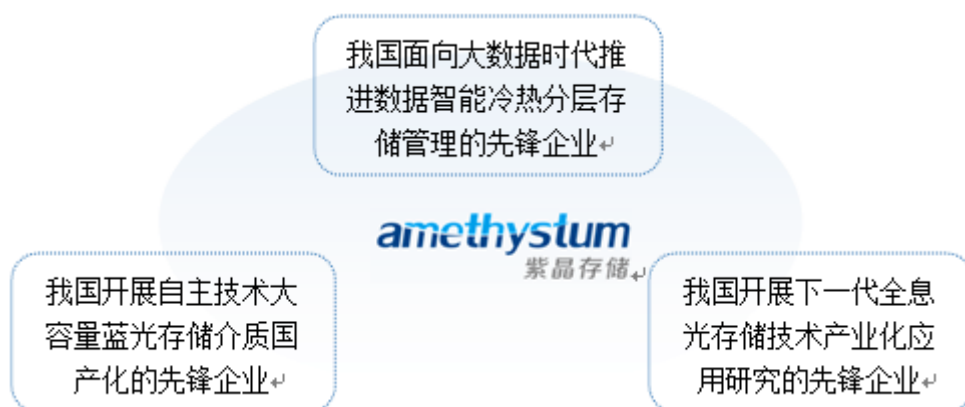 我国面向大数据时代推
进数据智能冷热分层存
储管理的先锋企业
amethystum
紫晶存储
我国开展自主技术大
容量蓝光存储介质国
产化的先锋企业
我国开展下一代全息
光存储技术产业化应
用研究的先锋企业